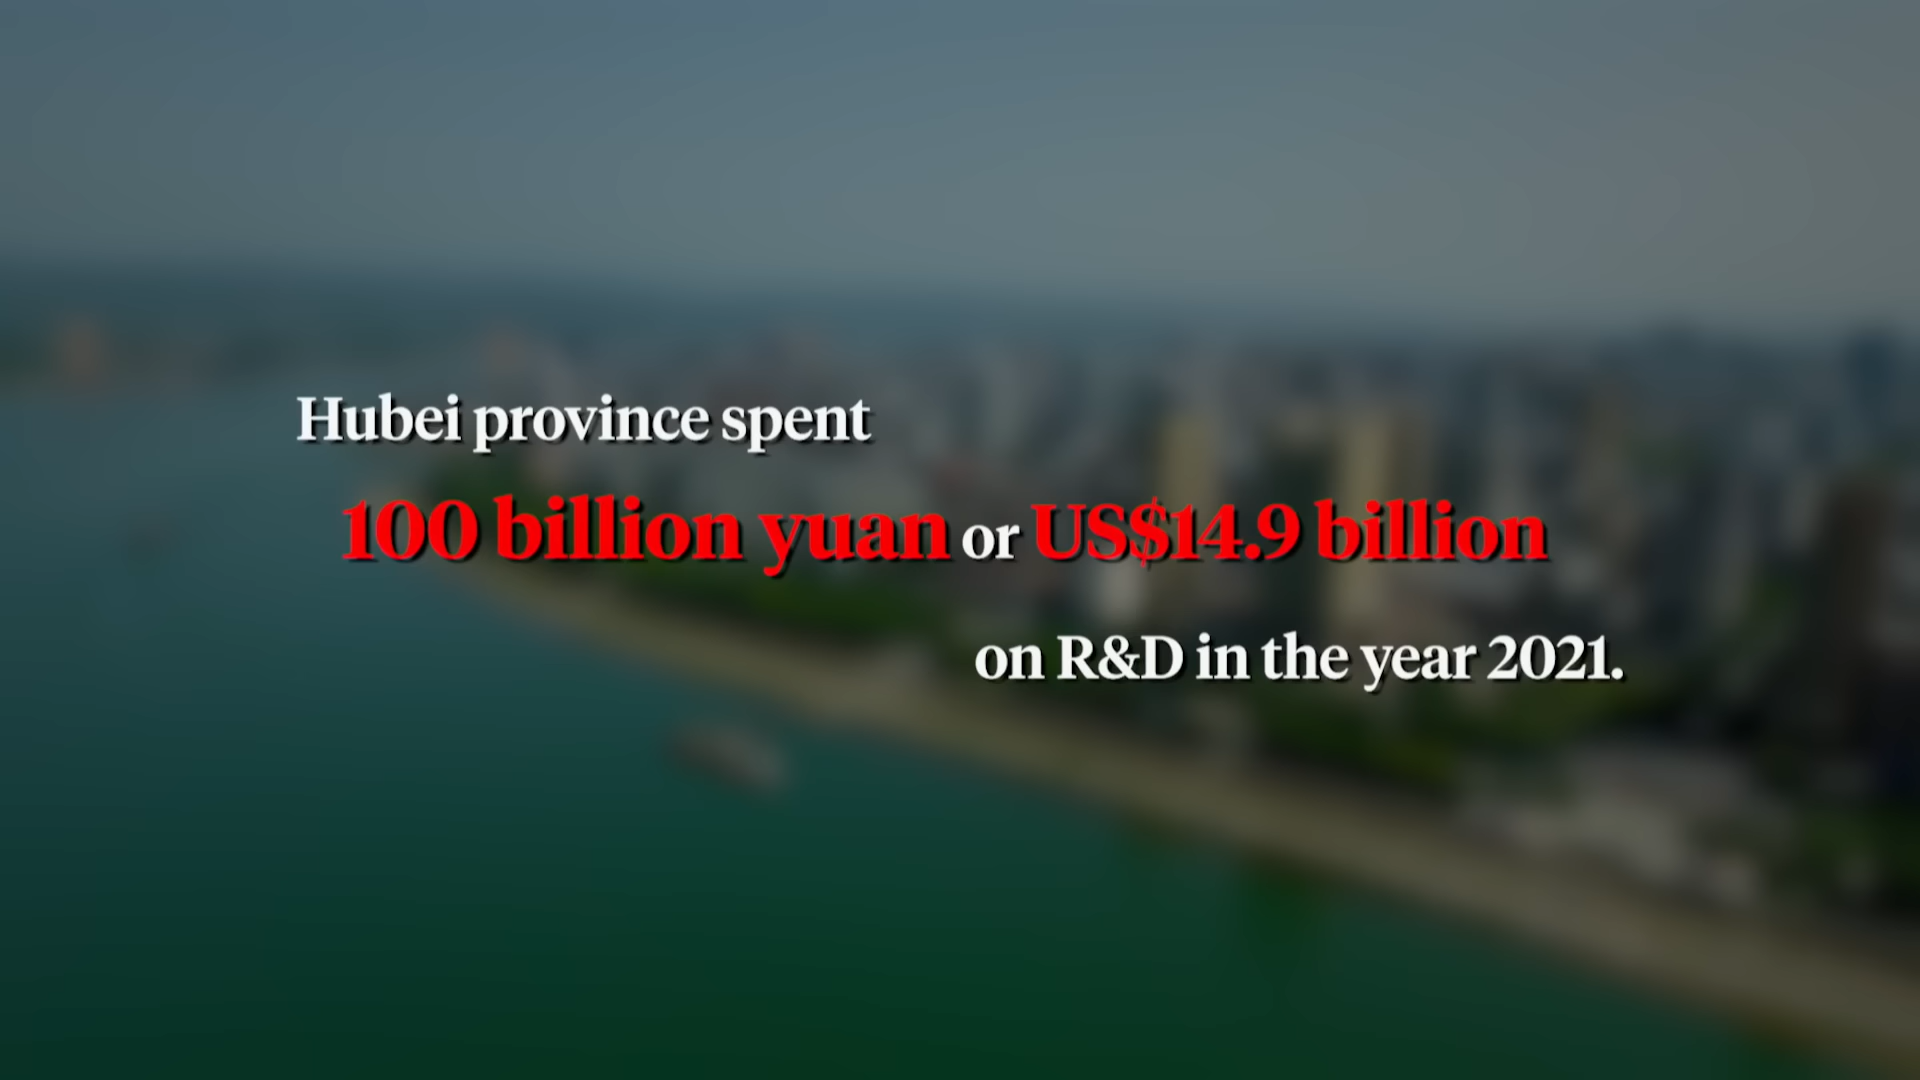 Hubei province spent
100 billion yuan or US$14.9 billion
on R&D in the year 2021.